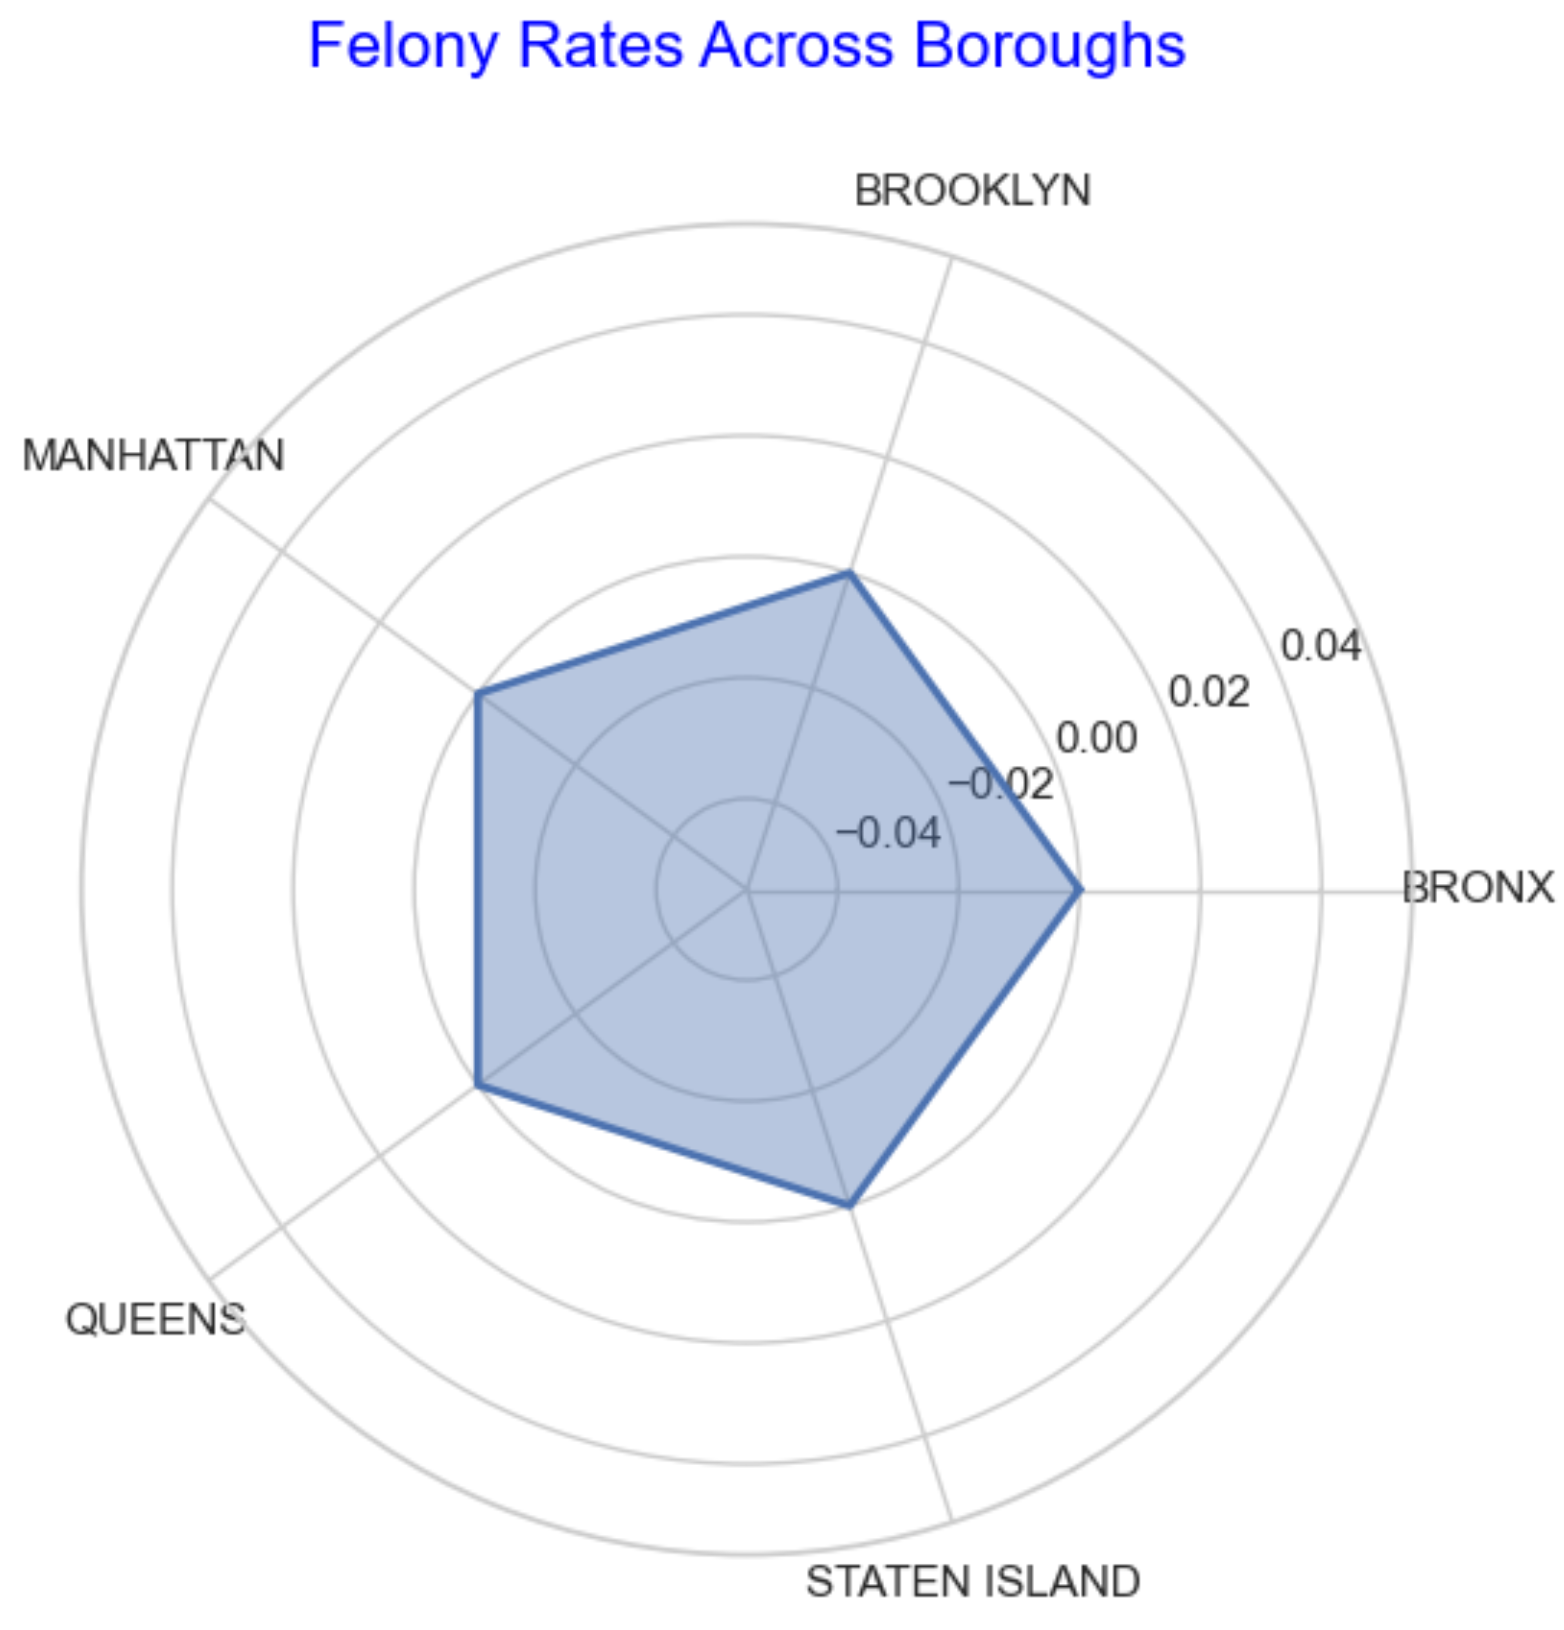 Felony Rates Across Boroughs
BROOKLYN
MANHATTAN
0.04
0.02
0.00
−0.02
−0.04
BRONX
QUEENS
STATEN ISLAND